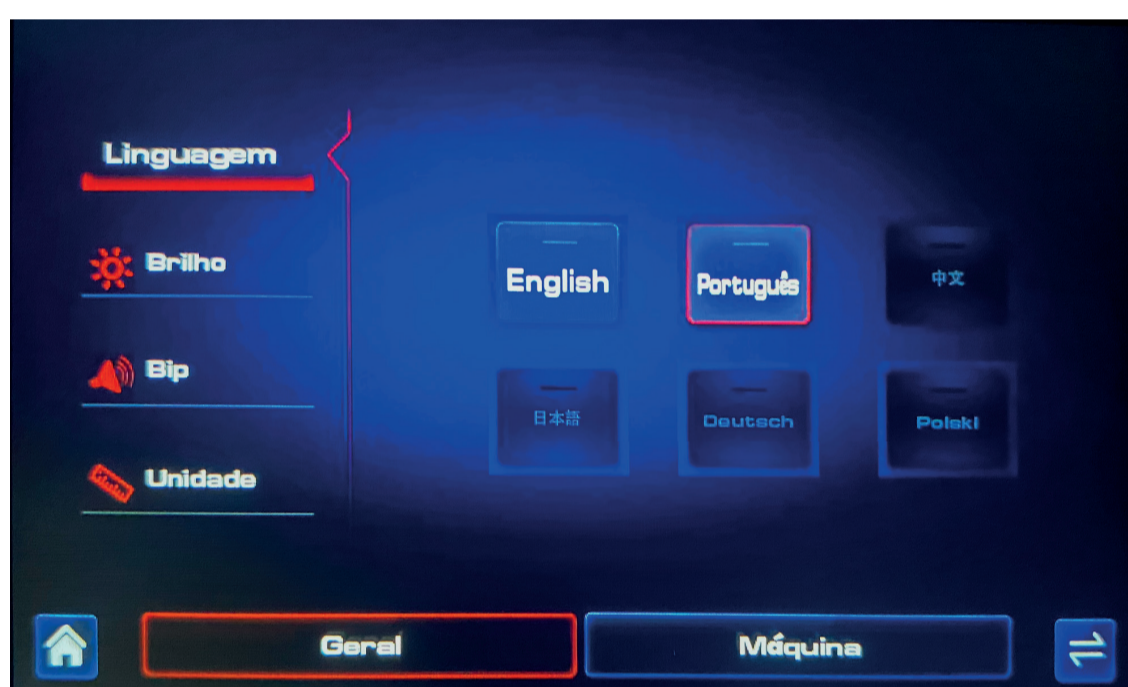 Linguagem
Brilho
Bip
Unidade
English
Português
中文
日本語
Deutsch
Polski
Geral
Máquina